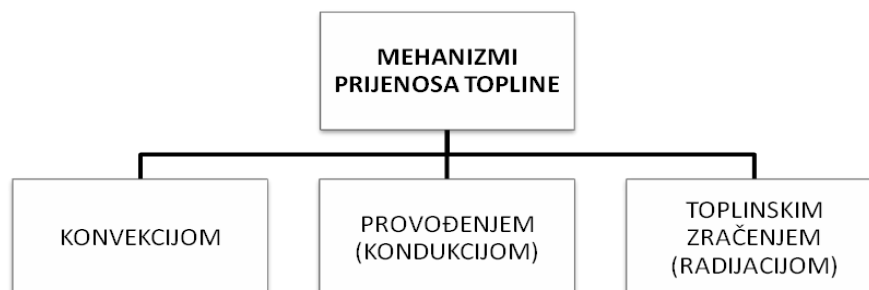 MEHANIZMI
PRIJENOSA TOPLINE
KONVEKCIJOM
PROVOĐENJEM
(KONDUKCIJOM)
TOPLINSKIM
ZRAČENJEM
(RADIJACIJOM)